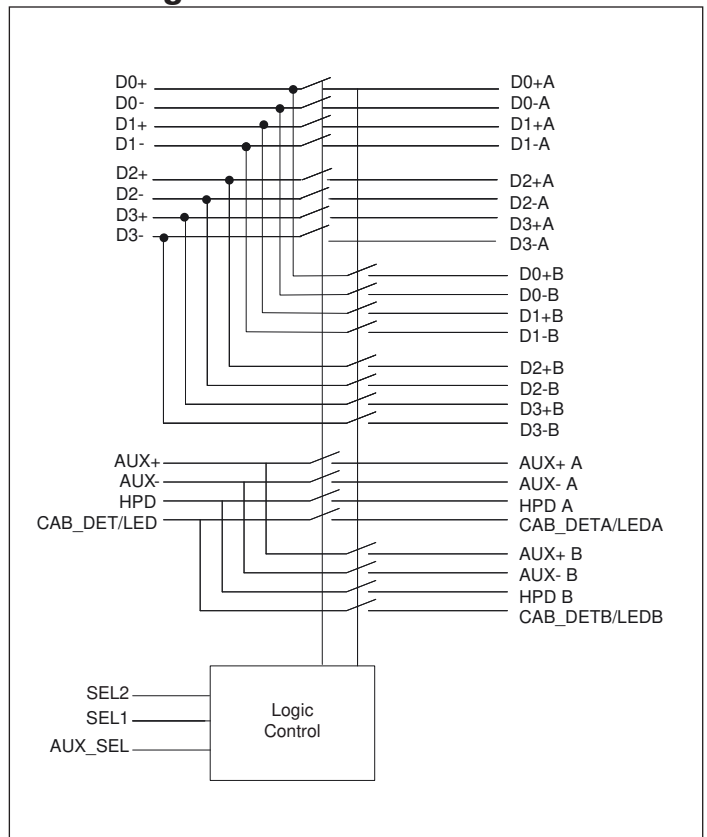 D0+
D0-
D1+
D1-
D2+
D2-
D3+
D3-
D0+A
D0-A
D1+A
D1-A
D2+A
D2-A
D3+A
D3-A
D0+B
D0-B
D1+B
D1-B
D2+B
D2-B
D3+B
D3-B
AUX+
AUX-
HPD
CAB_DET/LED
AUX+ A
AUX- A
HPD A
CAB_DETA/LEDA
AUX+ B
AUX- B
HPD B
CAB_DETB/LEDB
SEL2
SEL1
AUX_SEL
Logic
Control